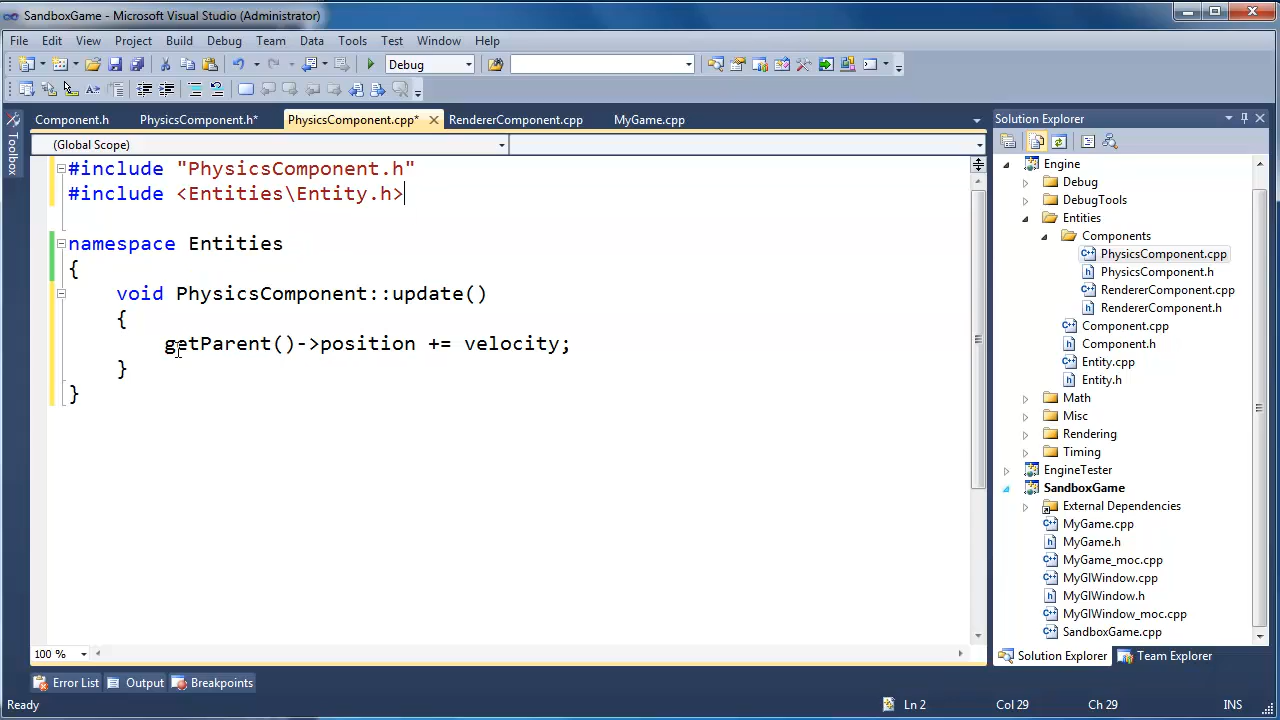 SandboxGame - Microsoft Visual Studio (Administrator)
File Edit View Project Build Debug Team Data Tools Test Window Help
Debug
Component.h PhysicsComponent.h* PhysicsComponent.cpp* RendererComponent.cpp MyGame.cpp
(Global Scope)
#include "PhysicsComponent.h"
#include <Entities\Entity.h>
namespace Entities
{
void PhysicsComponent::update()
{
getParent()->position += velocity;
}
}
100 %
Toolbox
Solution Explorer
Engine
Debug
DebugTools
Entities
Components
PhysicsComponent.cpp
PhysicsComponent.h
RendererComponent.cpp
RendererComponent.h
Component.cpp
Component.h
Entity.cpp
Entity.h
Math
Misc
Rendering
Timing
EngineTester
SandboxGame
External Dependencies
MyGame.cpp
MyGame.h
MyGame_moc.cpp
MyGlWindow.cpp
MyGlWindow.h
MyGlWindow_moc.cpp
SandboxGame.cpp
Solution Explorer Team Explorer
Error List Output Breakpoints
Ready Ln 2 Col 29 Ch 29 INS